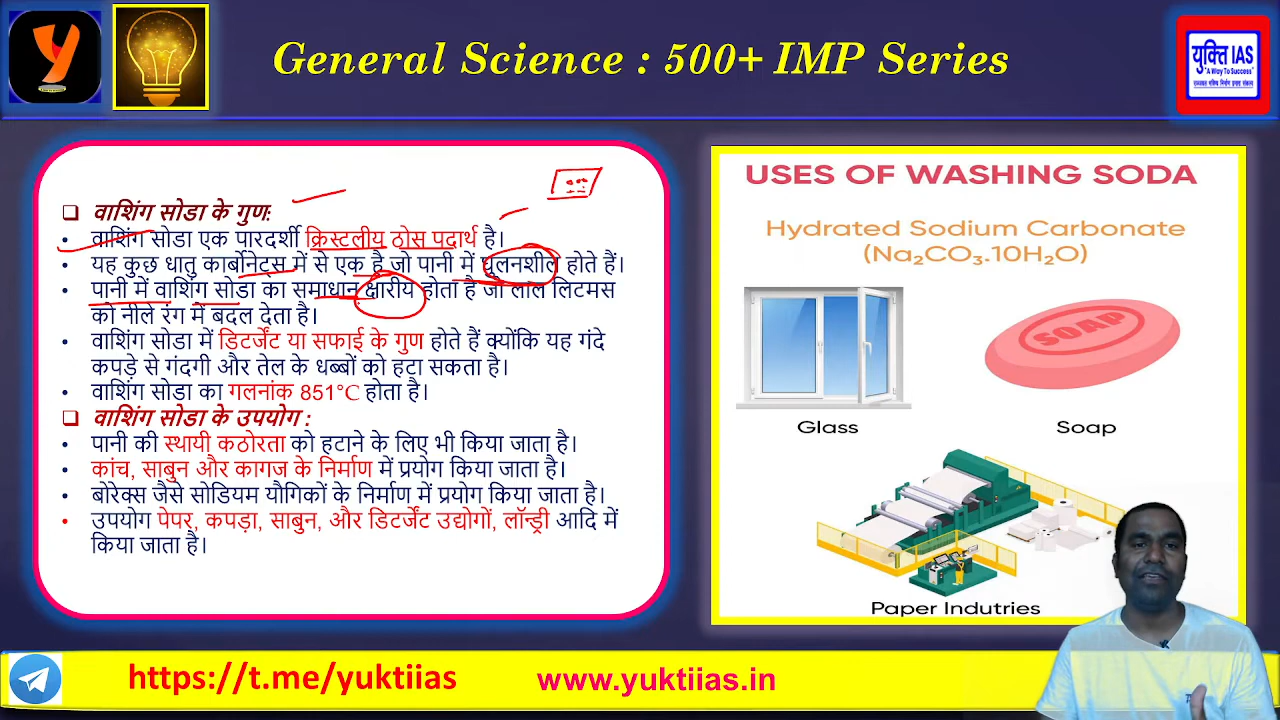 General Science : 500+ IMP Series
युक्ति IAS
"A Way To Success"
वाशिंग सोडा के गुण:
वाशिंग सोडा एक पारदर्शी क्रिस्टलीय ठोस पदार्थ है।
यह कुछ धातु कार्बोनेट्स में से एक है जो पानी में घुलनशील होते हैं।
पानी में वाशिंग सोडा का समाधान क्षारीय होता है जो लाल लिटमस
को नीले रंग में बदल देता है।
वाशिंग सोडा में डिटर्जेंट या सफाई के गुण होते हैं क्योंकि यह गंदे
कपड़े से गंदगी और तेल के धब्बों को हटा सकता है।
वाशिंग सोडा का गलनांक 851°C होता है।
वाशिंग सोडा के उपयोग :
पानी की स्थायी कठोरता को हटाने के लिए भी किया जाता है।
कांच, साबुन और कागज के निर्माण में प्रयोग किया जाता है।
बोरेक्स जैसे सोडियम यौगिकों के निर्माण में प्रयोग किया जाता है।
उपयोग पेपर, कपड़ा, साबुन, और डिटर्जेंट उद्योगों, लॉन्ड्री आदि में
किया जाता है।
USES OF WASHING SODA
Hydrated Sodium Carbonate
(Na₂CO₃.10H₂O)
SOAP
Glass
Soap
Paper Indutries
https://t.me/yuktiias
www.yuktiias.in